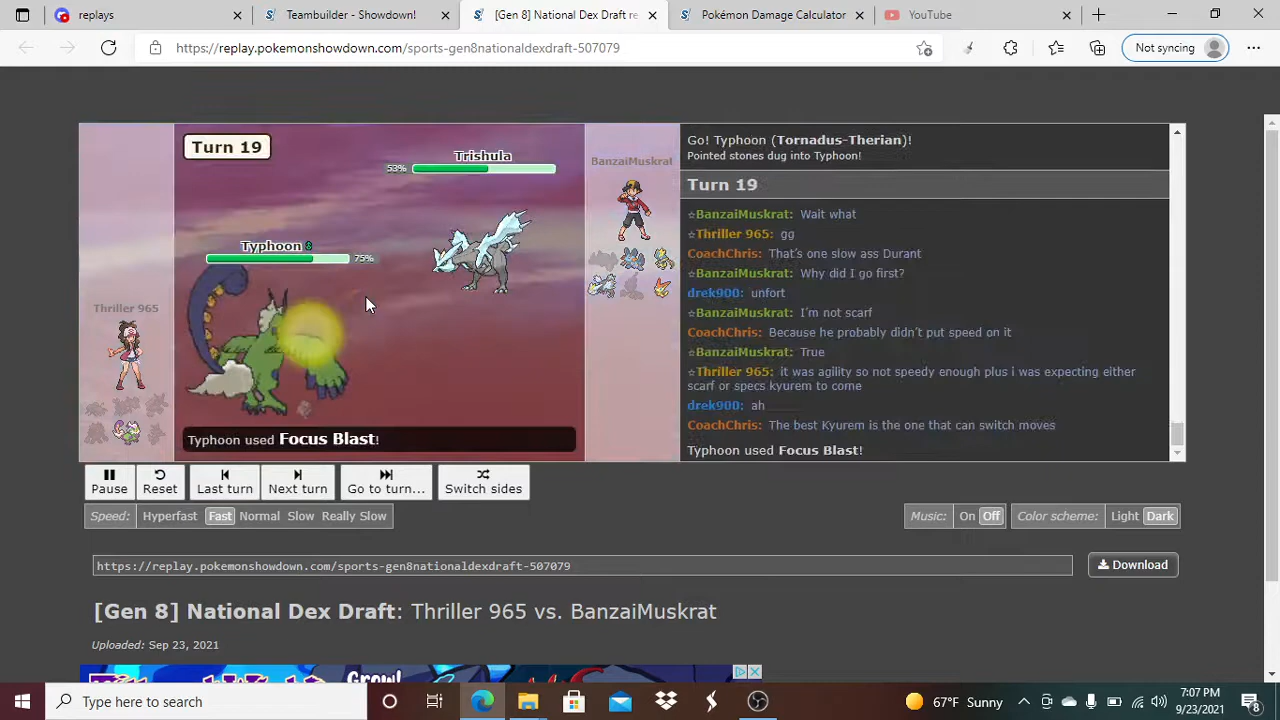 replays
Teambuilder - Showdown!
[Gen 8] National Dex Draft re
Pokémon Damage Calculator
YouTube
https://replay.pokemonshowdown.com/sports-gen8nationaldexdraft-507079
Not syncing
Turn 19
Trishula
53%
Typhoon
75%
Thriller 965
BanzaiMuskrat
Typhoon used Focus Blast!
Go! Typhoon (Tornadus-Therian)!
Pointed stones dug into Typhoon!
Turn 19
☆BanzaiMuskrat: Wait what
☆Thriller 965: gg
CoachChris: That's one slow ass Durant
☆BanzaiMuskrat: Why did I go first?
drek900: unfort
☆BanzaiMuskrat: I'm not scarf
CoachChris: Because he probably didn't put speed on it
☆BanzaiMuskrat: True
☆Thriller 965: it was agility so not speedy enough plus i was expecting either
scarf or specs kyurem to come
drek900: ah
CoachChris: The best Kyurem is the one that can switch moves
Typhoon used Focus Blast!
Pause
Reset
Last turn
Next turn
Go to turn...
Switch sides
Speed: Hyperfast Fast Normal Slow Really Slow
Music: On Off
Color scheme: Light Dark
https://replay.pokemonshowdown.com/sports-gen8nationaldexdraft-507079
Download
[Gen 8] National Dex Draft: Thriller 965 vs. BanzaiMuskrat
Uploaded: Sep 23, 2021
Grow!
Type here to search
67°F Sunny
7:07 PM
9/23/2021
8